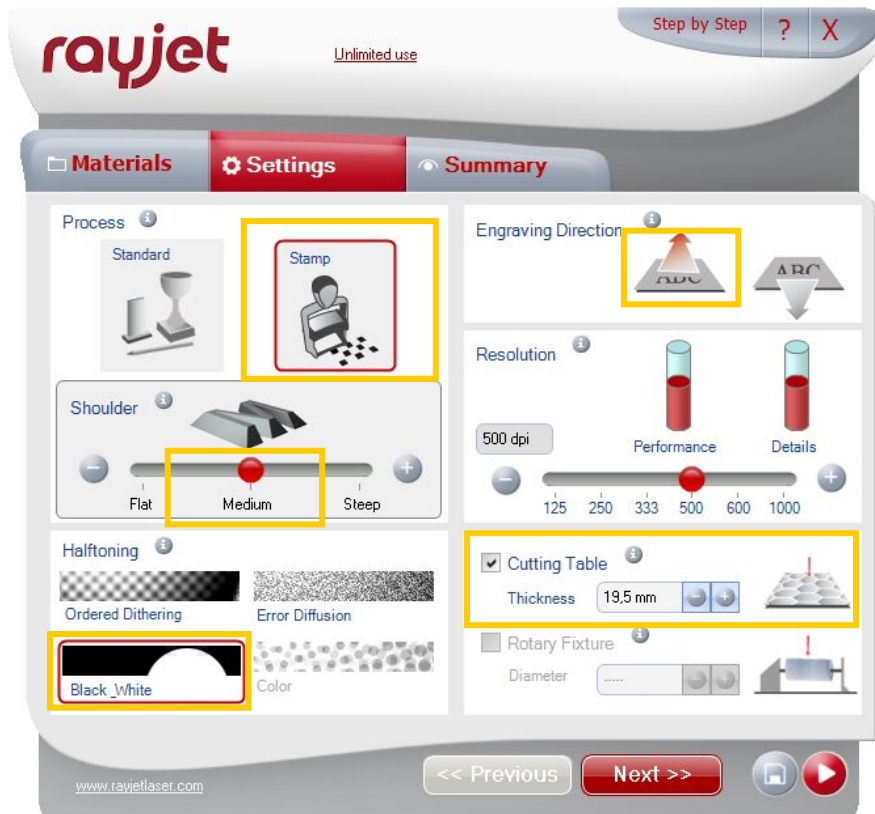 rayjet
Unlimited use
Step by Step ? X
Materials
Settings
Summary
Process
Standard
Stamp
Shoulder
Flat Medium Steep
Halftoning
Ordered Dithering
Error Diffusion
Black_White
Color
Engraving Direction
ABC
ABC
Resolution
500 dpi
Performance
Details
125 250 333 500 600 1000
Cutting Table
Thickness 19,5 mm
Rotary Fixture
Diameter .....
<< Previous
Next >>
www.rayjetlaser.com